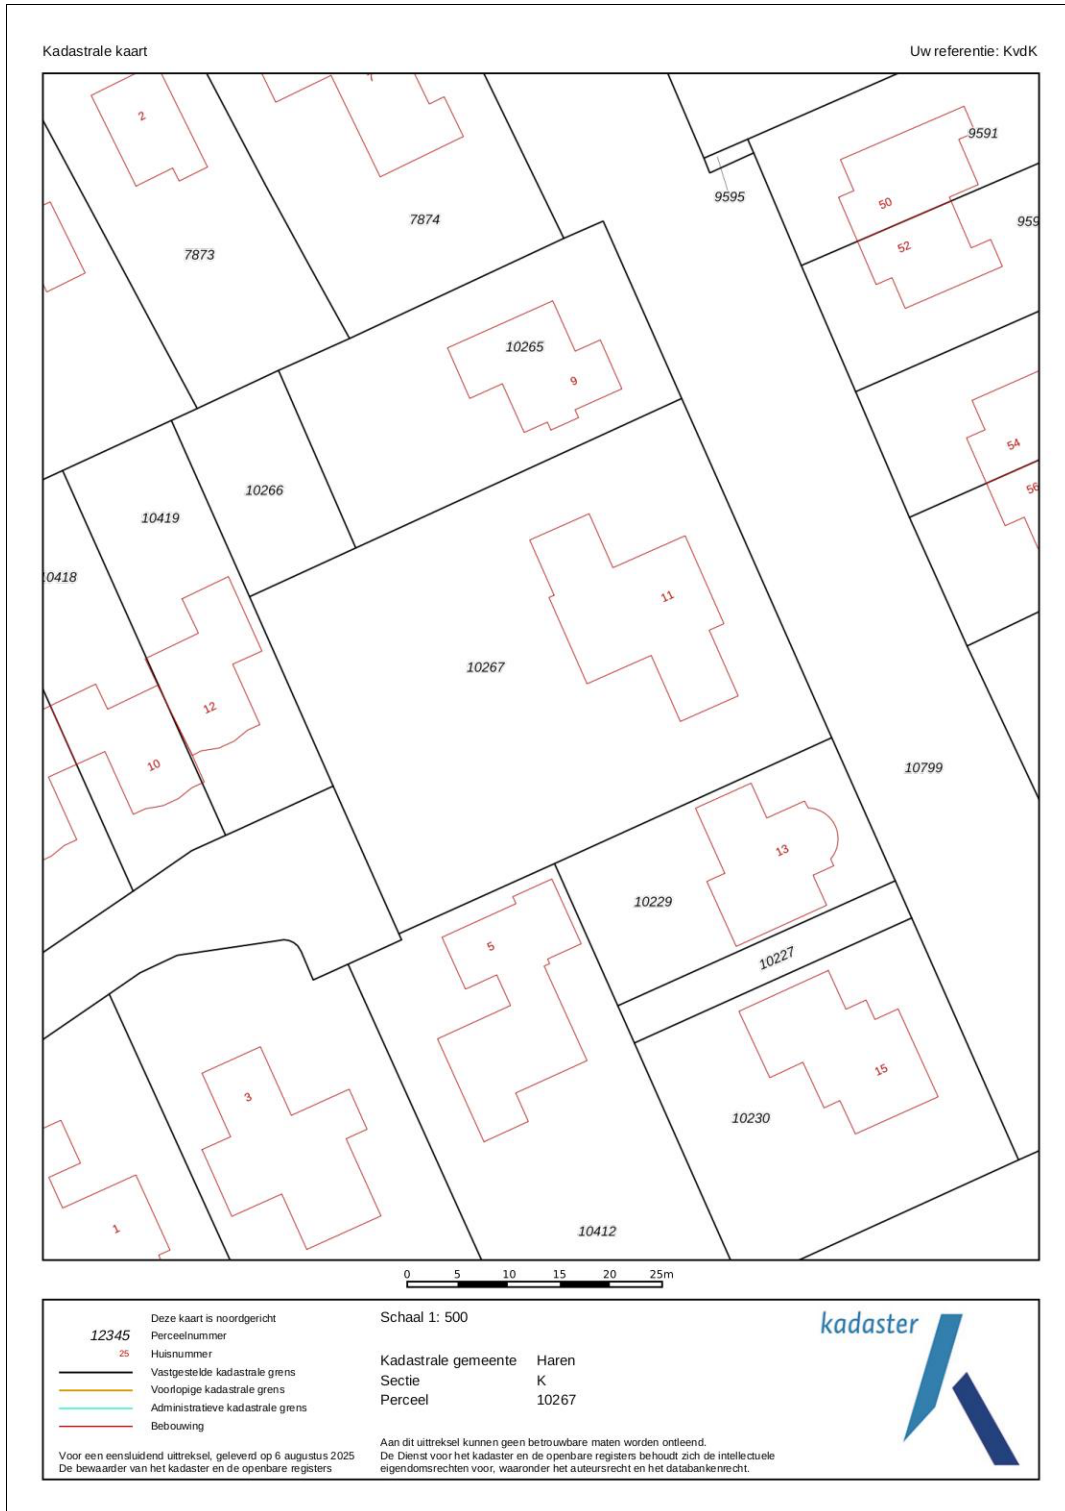 Kadastrale kaart
Uw referentie: KvdK
2
7
9591
9595
50
7874
959
52
7873
10265
9
54
10266
56
10419
10418
11
10267
12
10
10799
13
10229
5
10227
15
3
10230
1
10412
0 5 10 15 20 25m
Deze kaart is noordgericht
12345 Perceelnummer
25 Huisnummer
Vastgestelde kadastrale grens
Voorlopige kadastrale grens
Administratieve kadastrale grens
Bebouwing
Voor een eensluidend uittreksel, geleverd op 6 augustus 2025
De bewaarder van het kadaster en de openbare registers
Schaal 1: 500
Kadastrale gemeente Haren
Sectie K
Perceel 10267
Aan dit uittreksel kunnen geen betrouwbare maten worden ontleend.
De Dienst voor het kadaster en de openbare registers behoudt zich de intellectuele
eigendomsrechten voor, waaronder het auteursrecht en het databankenrecht.
kadaster